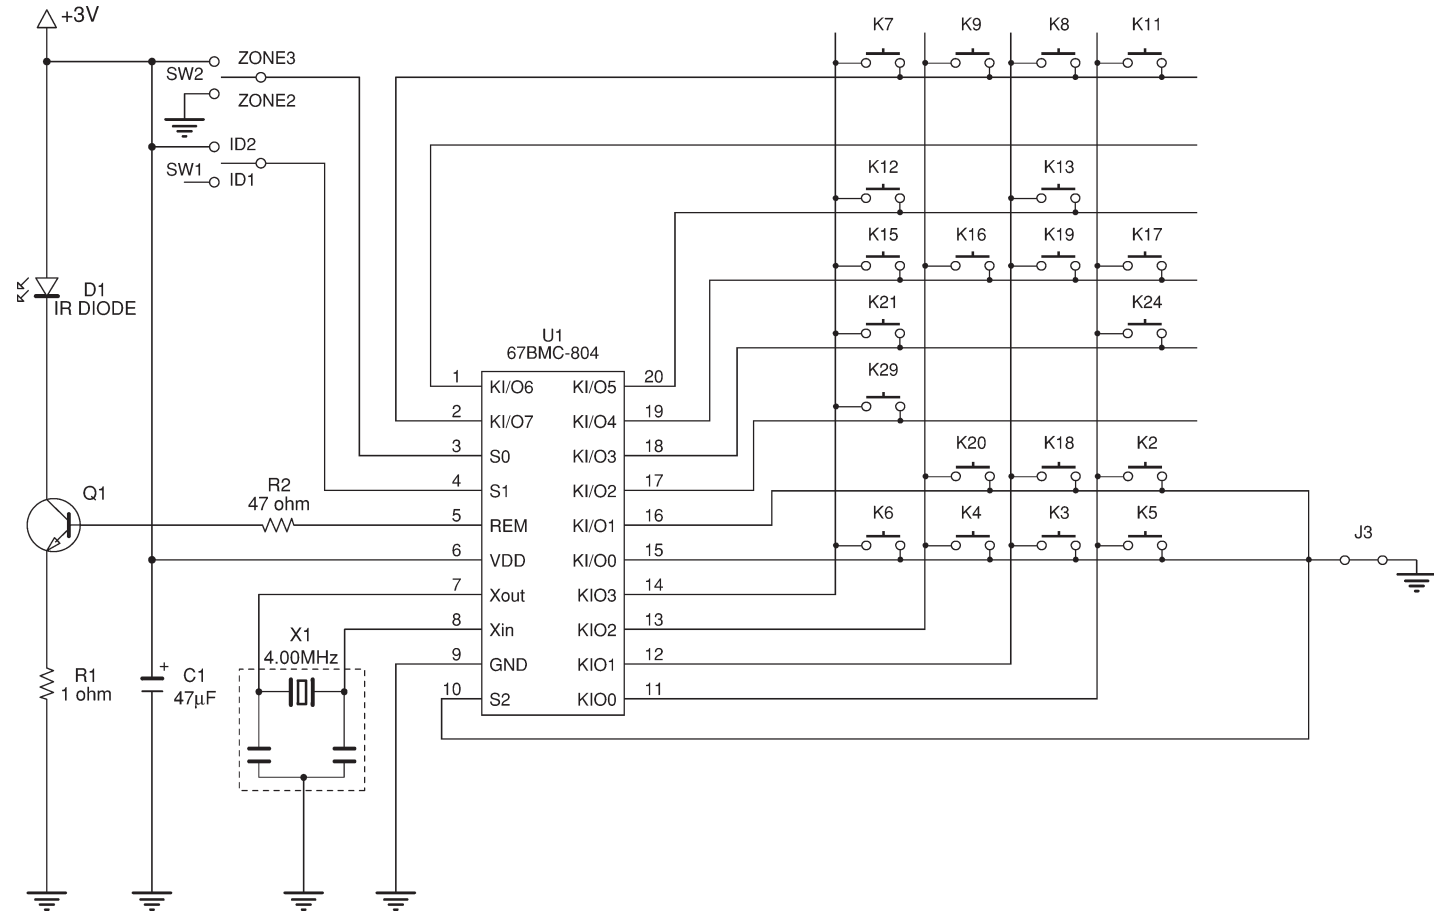 +3V
K7 K9 K8 K11
ZONE3
SW2
ZONE2
ID2
SW1
ID1
K12 K13
K15 K16 K19 K17
D1
IR DIODE
K21 K24
U1
67BMC-804
K29
1 KI/O6 KI/O5 20
2 KI/O7 KI/O4 19
3 S0 KI/O3 18
4 S1 KI/O2 17
5 REM KI/O1 16
6 VDD KI/O0 15
7 Xout KIO3 14
8 Xin KIO2 13
9 GND KIO1 12
10 S2 KIO0 11
K20 K18 K2
Q1
R2
47 ohm
K6 K4 K3 K5
J3
X1
4.00MHz
R1
1 ohm
+
C1
47µF